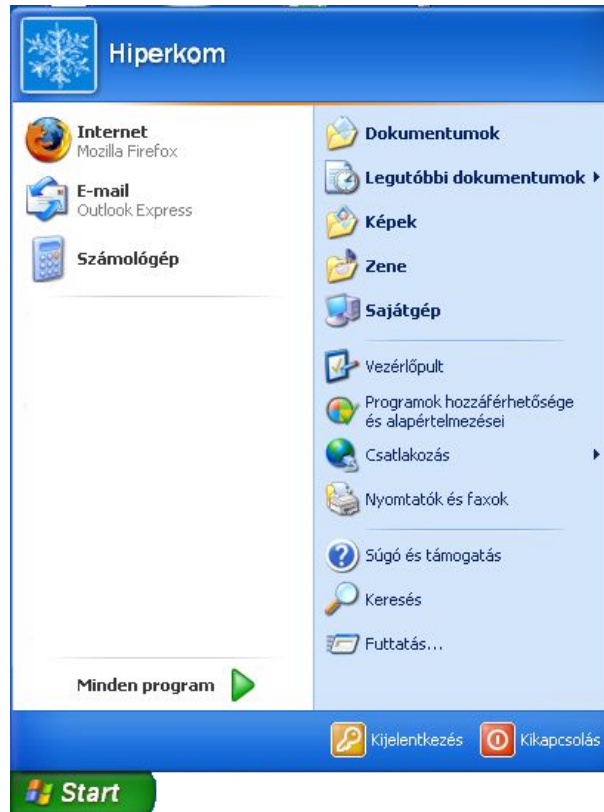 Hiperkom
Internet
Mozilla Firefox
E-mail
Outlook Express
Számológép
Minden program
Dokumentumok
Legutóbbi dokumentumok
Képek
Zene
Sajátgép
Vezérlőpult
Programok hozzáférhetősége
és alapértelmezései
Csatlakozás
Nyomtatók és faxok
Súgó és támogatás
Keresés
Futtatás...
Kijelentkezés
Kikapcsolás
Start